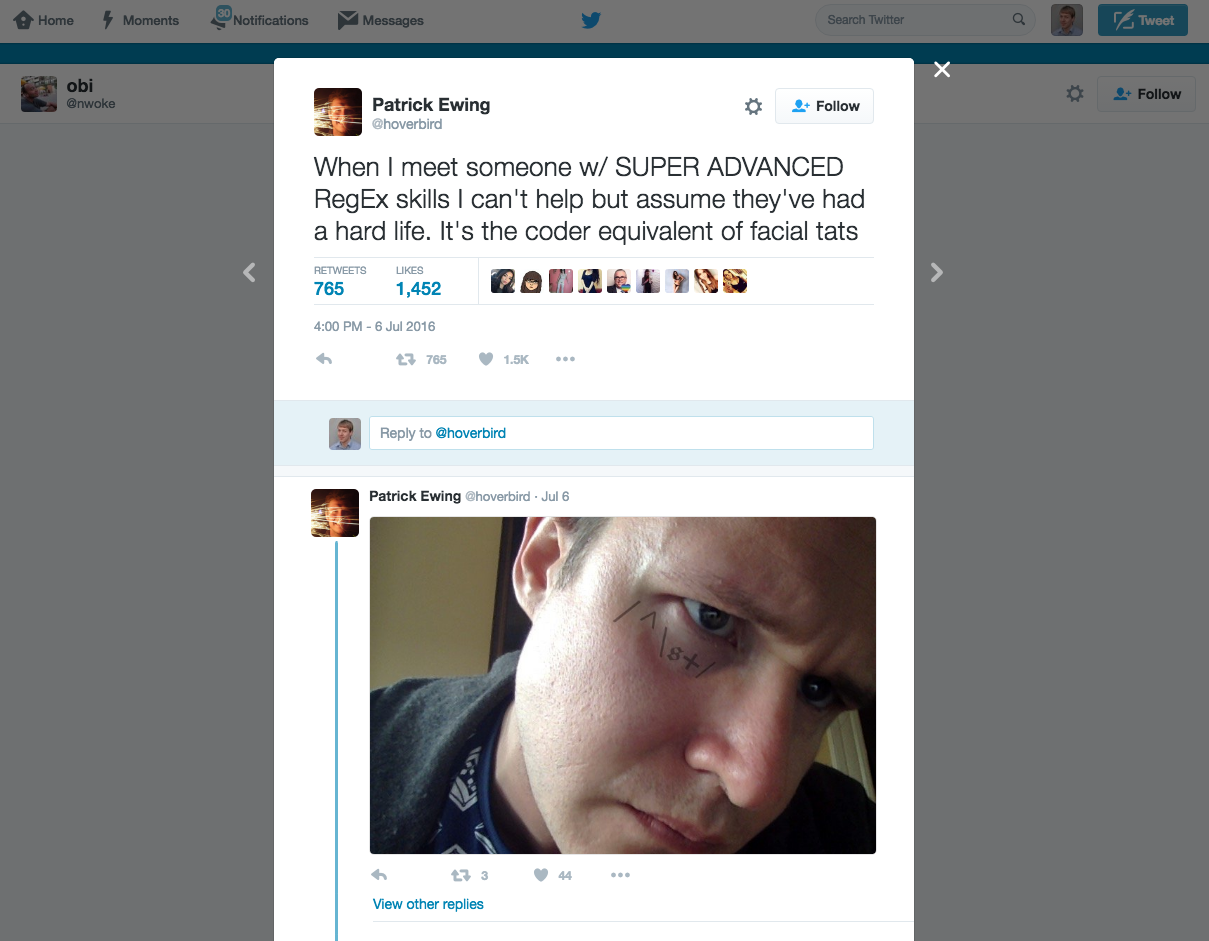 Home Moments 30 Notifications Messages Search Twitter Tweet
obi
@nwoke
Follow
Patrick Ewing
@hoverbird
Follow
When I meet someone w/ SUPER ADVANCED
RegEx skills I can't help but assume they've had
a hard life. It's the coder equivalent of facial tats
RETWEETS LIKES
765 1,452
4:00 PM - 6 Jul 2016
765 1.5K
Reply to @hoverbird
Patrick Ewing @hoverbird · Jul 6
/^\s+/
3 44
View other replies